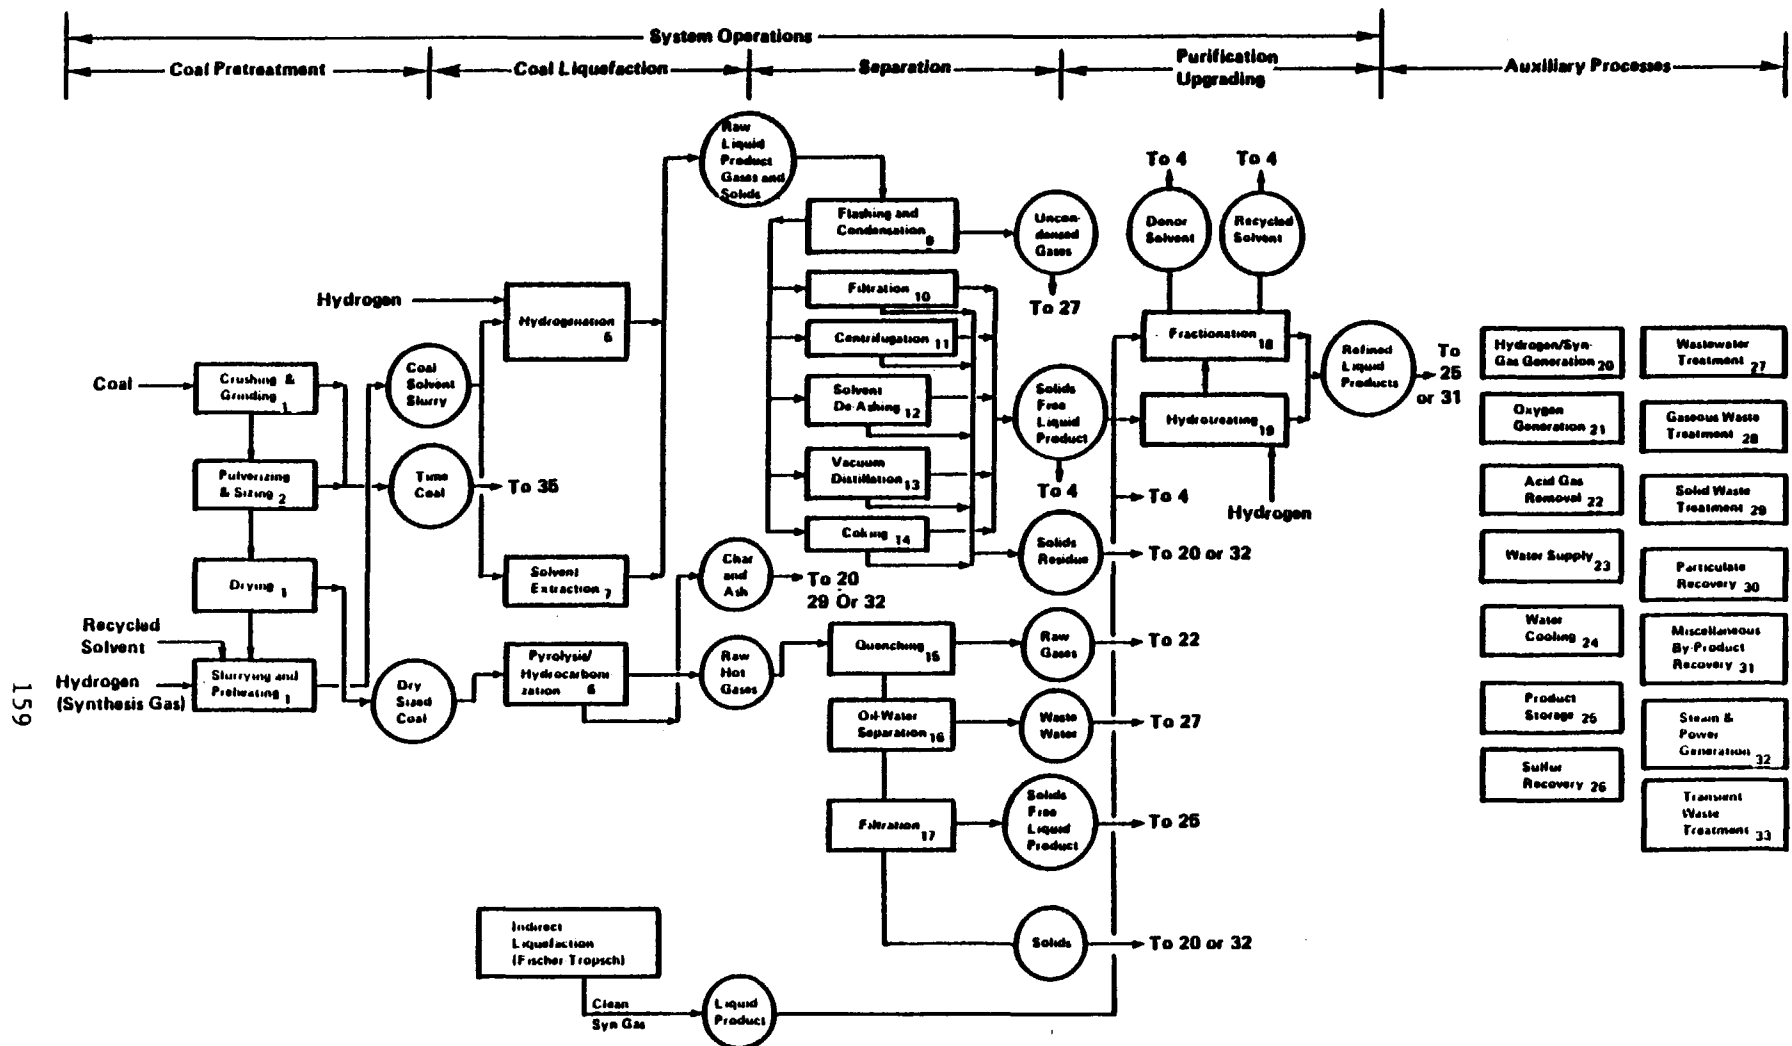 System Operations
Coal Pretreatment
Coal Liquefaction
Separation
Purification
Upgrading
Auxiliary Processes
Raw
Liquid
Product
Gases and
Solids
To 4
To 4
Flashing and
Condensation 9
Uncon-
densed
Gases
Donor
Solvent
Recycled
Solvent
Hydrogen
Hydrogenation
6
Filtration 10
To 27
Coal
Crushing &
Grinding 1
Coal
Solvent
Slurry
Centrifugation 11
Fractionation 18
Refined
Liquid
Products
To
25
or 31
Solvent
De-Ashing 12
Solids
Free
Liquid
Product
Hydrotreating 19
Pulverizing
& Sizing 2
Coal
To 35
Vacuum
Distillation 13
To 4
To 4
Hydrogen
Coking 14
Solids
Residue
To 20 or 32
Drying 1
Solvent
Extraction 7
Char
and
Ash
To 20
29 Or 32
Recycled
Solvent
Hydrogen
(Synthesis Gas)
Slurrying and
Preheating 1
Dry
Sized
Coal
Pyrolysis/
Hydrocarboni
zation 6
Raw
Hot
Gases
Quenching 15
Raw
Gases
To 22
Oil-Water
Separation 16
Waste
Water
To 27
Filtration 17
Solids
Free
Liquid
Product
To 25
Solids
To 20 or 32
Indirect
Liquefaction
(Fischer Tropsch)
Clean
Syn Gas
Liquid
Product
Hydrogen/Syn-
Gas Generation 20
Oxygen
Generation 21
Acid Gas
Removal 22
Water Supply 23
Water
Cooling 24
Product
Storage 25
Sulfur
Recovery 26
Wastewater
Treatment 27
Gaseous Waste
Treatment 28
Solid Waste
Treatment 29
Particulate
Recovery 30
Miscellaneous
By-Product
Recovery 31
Steam &
Power
Generation 32
Transient
Waste
Treatment 33
159